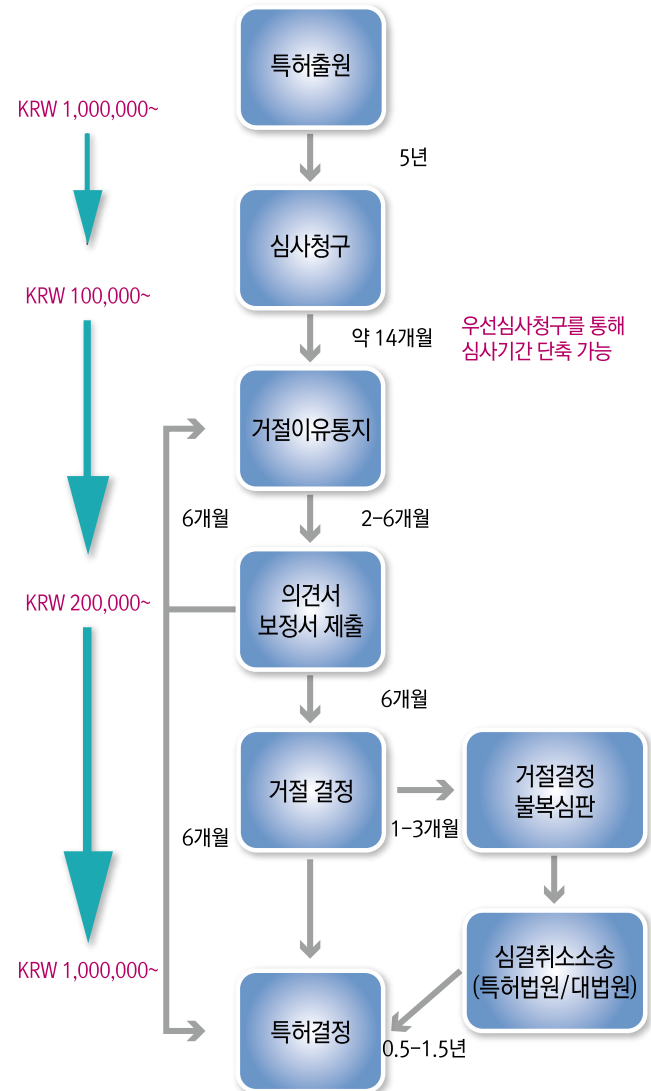 특허출원
KRW 1,000,000~
5년
심사청구
KRW 100,000~
약 14개월
우선심사청구를 통해
심사기간 단축 가능
거절이유통지
6개월
2-6개월
의견서
보정서 제출
KRW 200,000~
6개월
거절 결정
거절결정
불복심판
1-3개월
6개월
심결취소소송
(특허법원/대법원)
KRW 1,000,000~
특허결정
0.5-1.5년